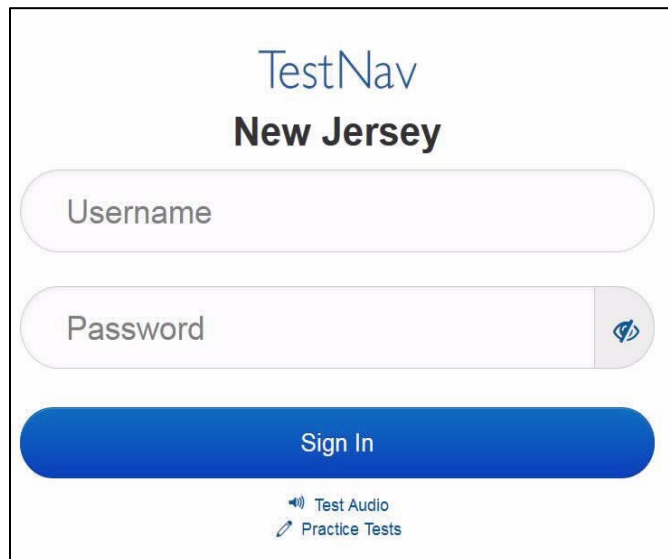 TestNav
New Jersey
Username
Password
Sign In
Test Audio
Practice Tests